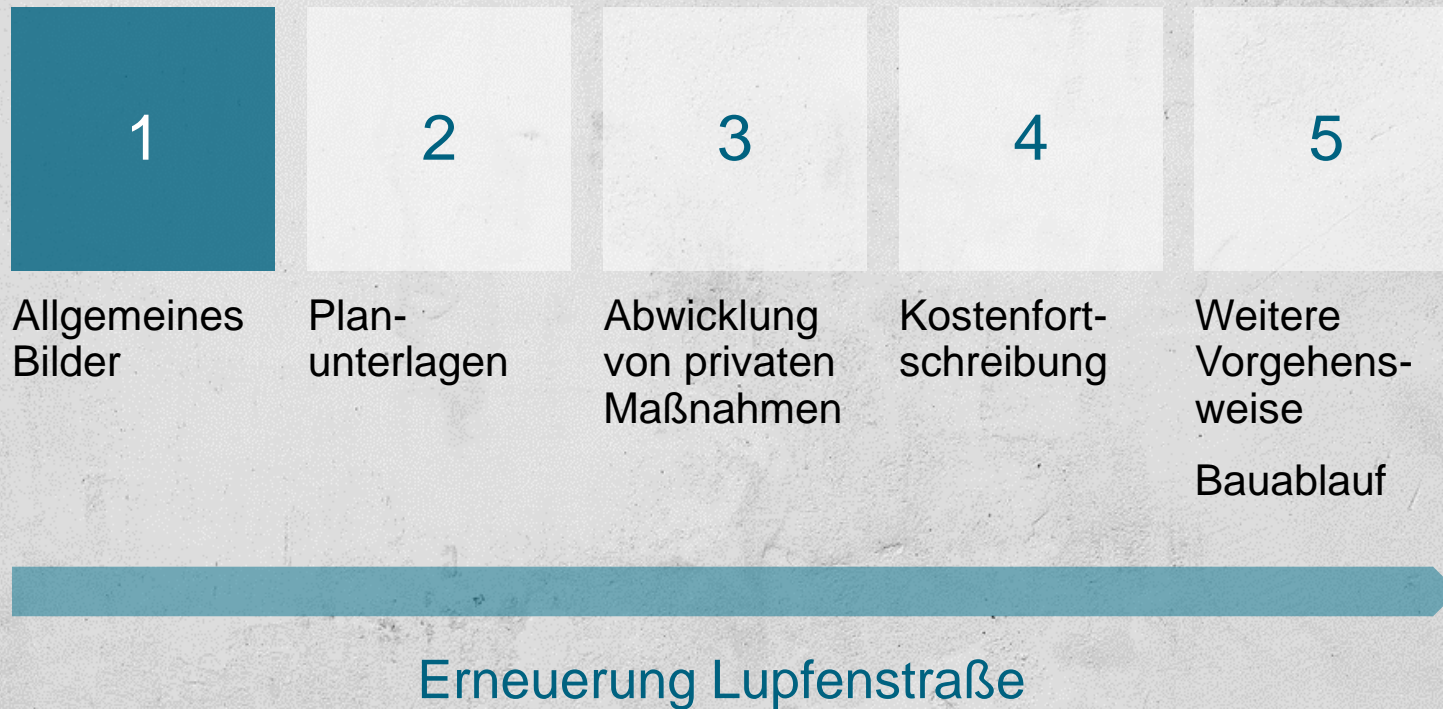 1
2
3
4
5
Allgemeines
Bilder
Plan-
unterlagen
Abwicklung
von privaten
Maßnahmen
Kostenfort-
schreibung
Weitere
Vorgehens-
weise
Bauablauf
Erneuerung Lupfenstraße